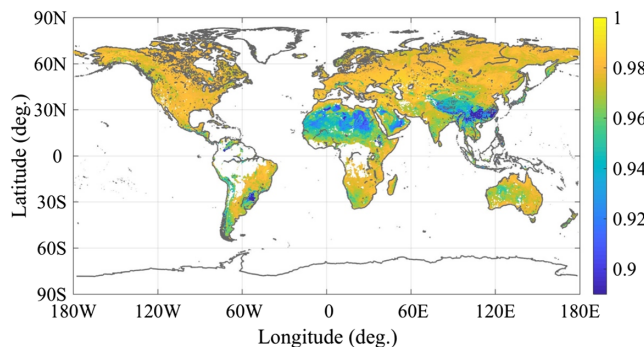 90N
60N
30N
0
30S
60S
90S
Latitude (deg.)
180W 120W 60W 0 60E 120E 180E
Longitude (deg.)
1
0.98
0.96
0.94
0.92
0.9